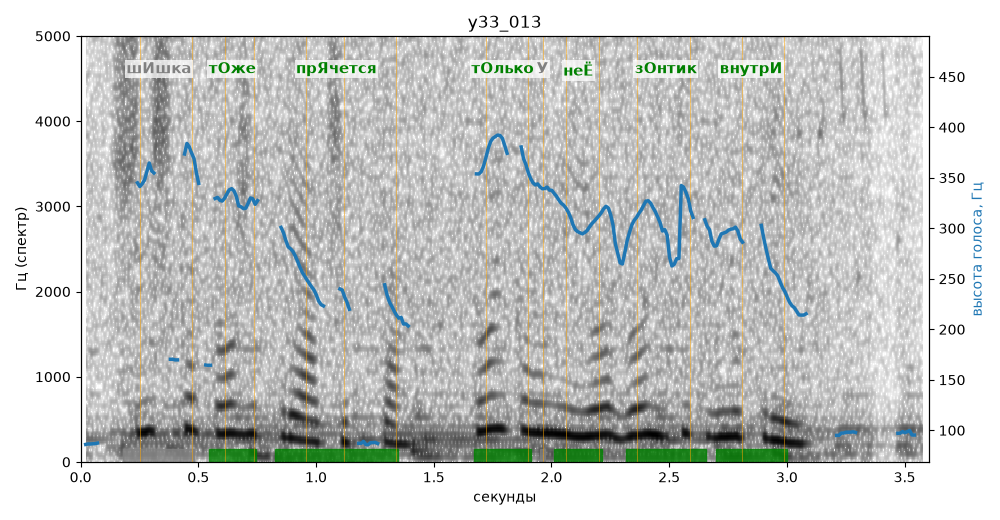 y33_013
шИшка тОже прЯчется тОлько У неЁ зОнтик внутрИ
5000
4000
3000
2000
1000
0
Гц (спектр)
450
400
350
300
250
200
150
100
высота голоса, Гц
0.0 0.5 1.0 1.5 2.0 2.5 3.0 3.5
секунды